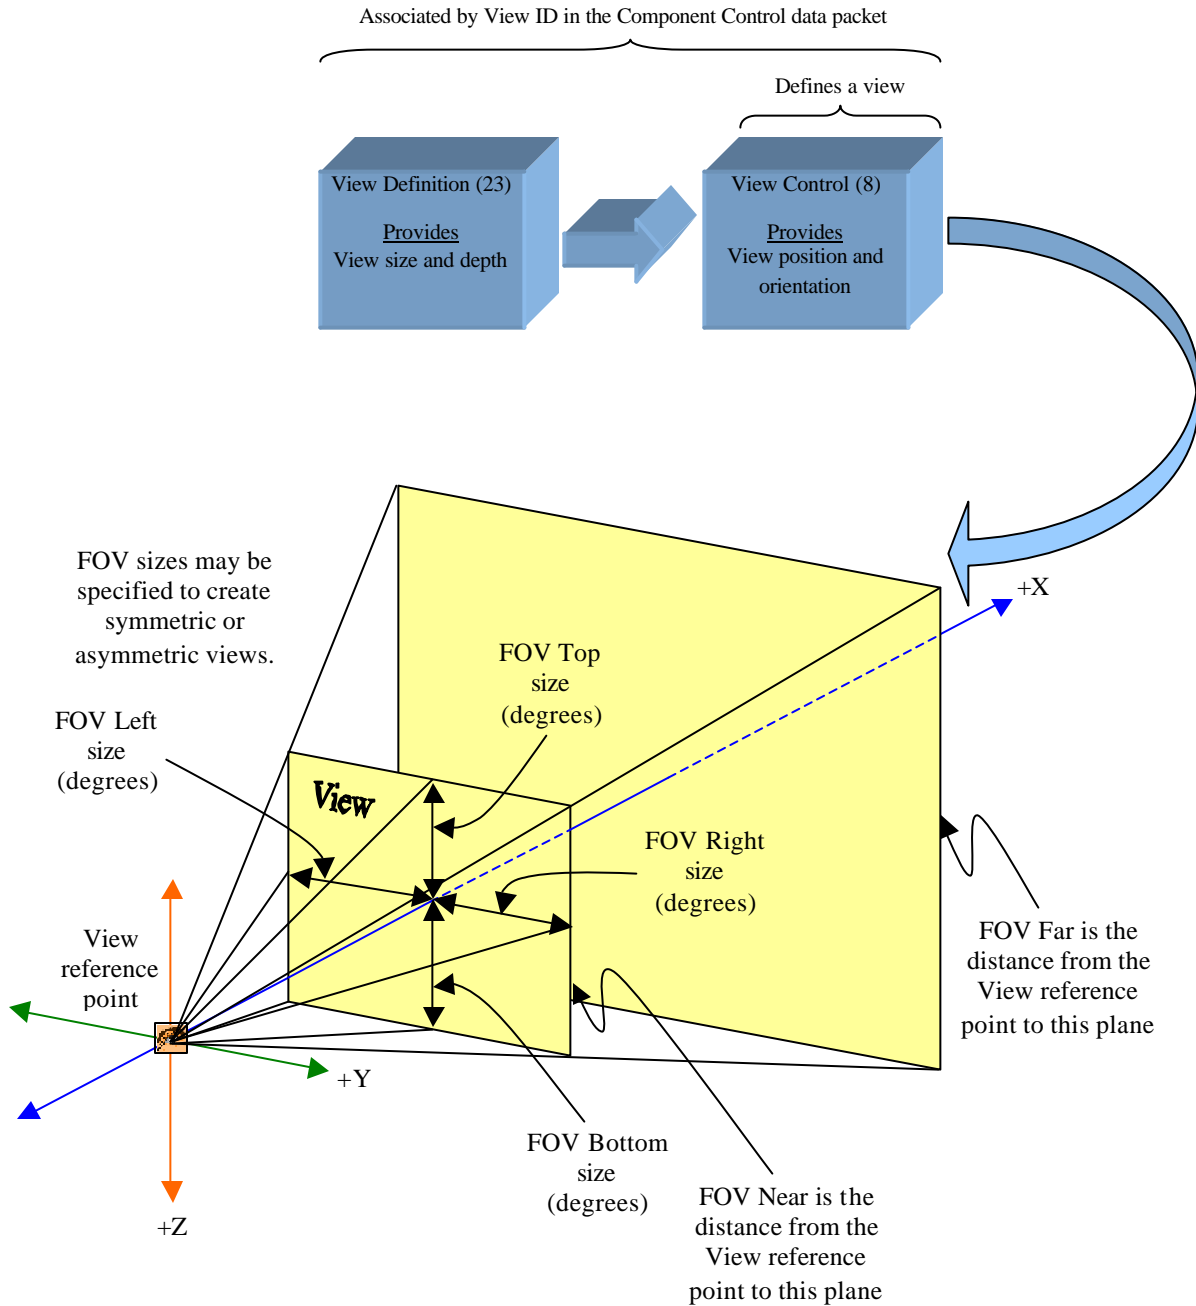 Associated by View ID in the Component Control data packet
Defines a view
View Definition (23)
Provides
View size and depth
View Control (8)
Provides
View position and
orientation
FOV sizes may be
specified to create
symmetric or
asymmetric views.
+X
FOV Top
size
(degrees)
FOV Left
size
(degrees)
View
FOV Right
size
(degrees)
View
reference
point
FOV Far is the
distance from the
View reference
point to this plane
+Y
FOV Bottom
size
(degrees)
FOV Near is the
distance from the
View reference
point to this plane
+Z